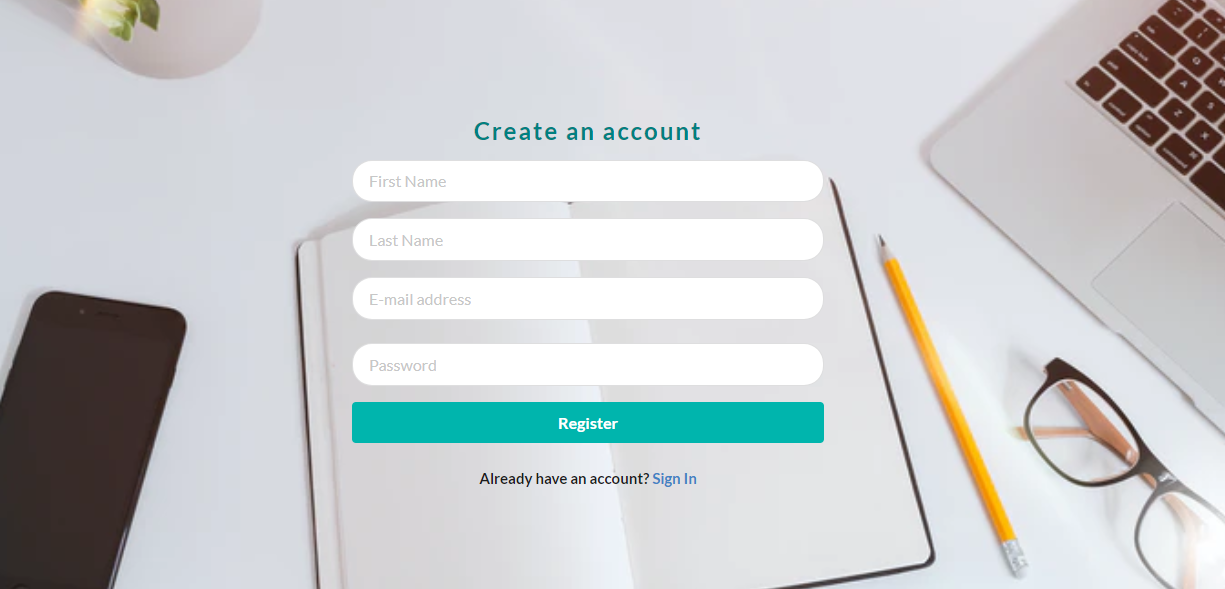 Create an account
First Name
Last Name
E-mail address
Password
Register
Already have an account? Sign In